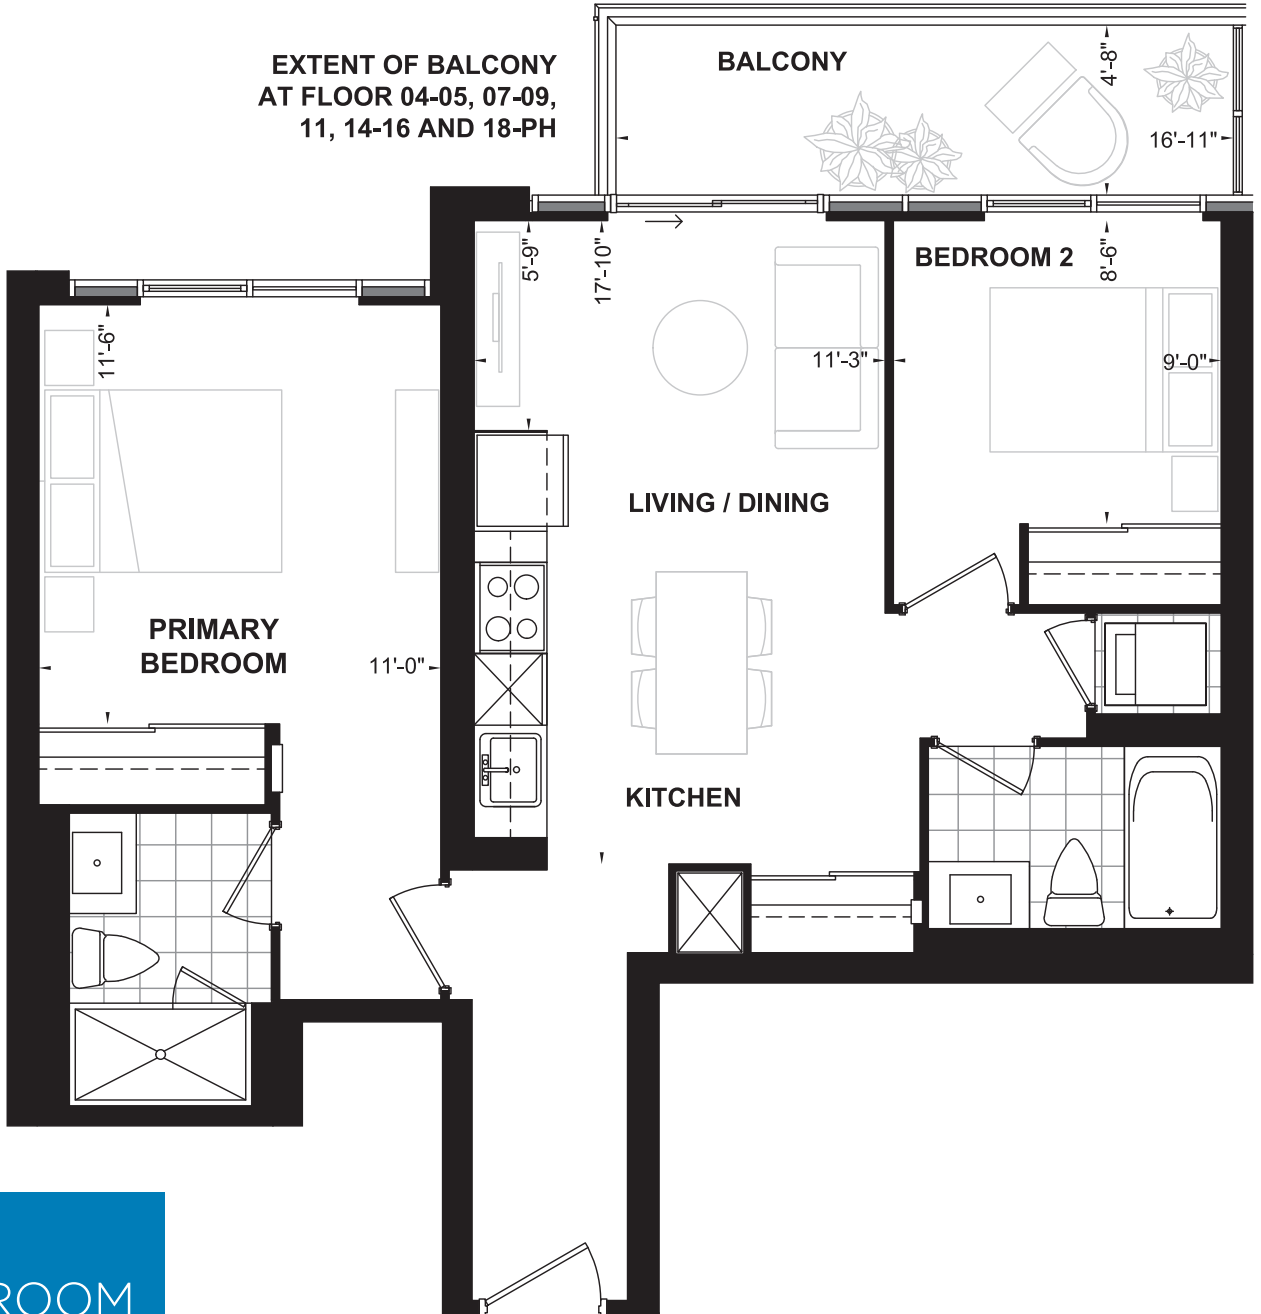 EXTENT OF BALCONY
AT FLOOR 04-05, 07-09,
11, 14-16 AND 18-PH
BALCONY
4'-8"
16'-11"
5'-9"
17'-10"
BEDROOM 2
8'-6"
11'-6"
11'-3"
9'-0"
LIVING / DINING
PRIMARY
BEDROOM
11'-0"
KITCHEN